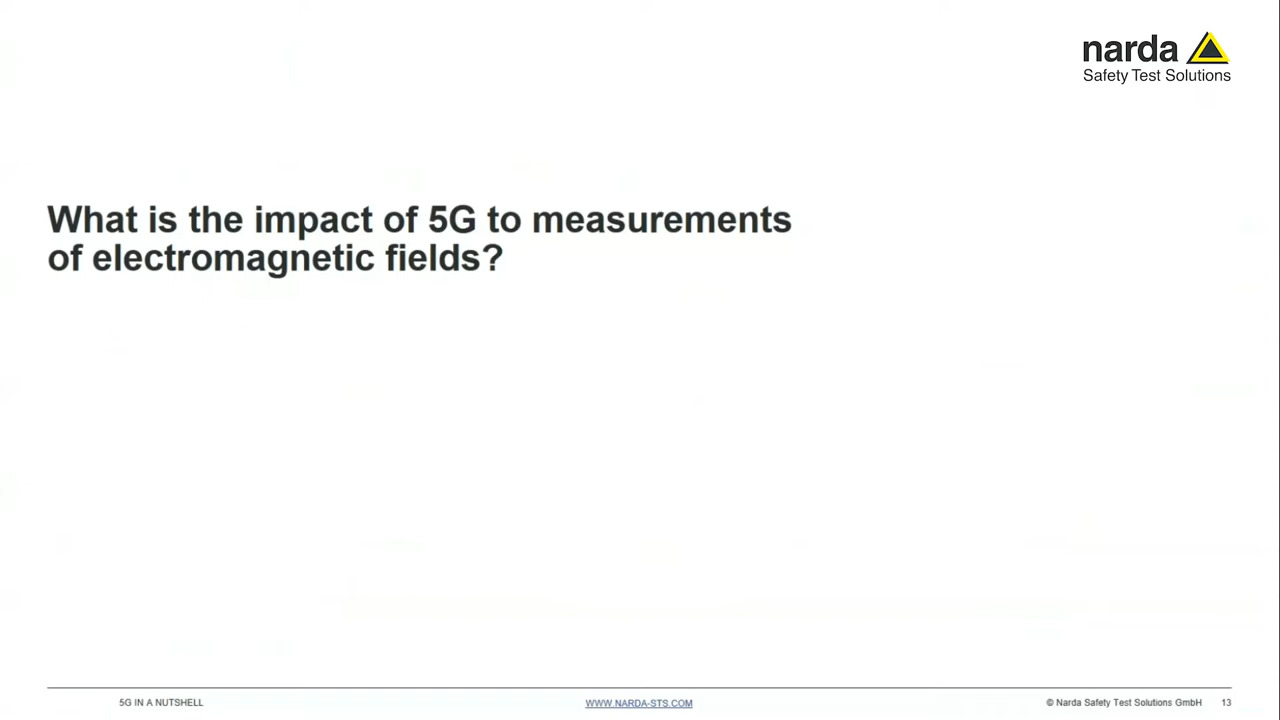 narda
Safety Test Solutions
What is the impact of 5G to measurements
of electromagnetic fields?
5G IN A NUTSHELL
WWW.NARDA-STS.COM
© Narda Safety Test Solutions GmbH
13